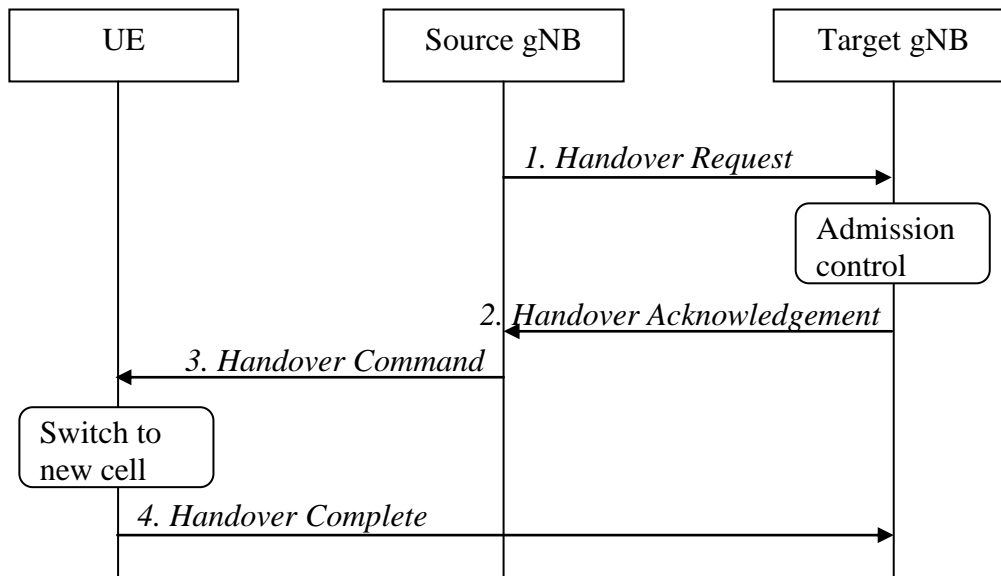 UE
Source gNB
Target gNB
1. Handover Request
Admission
control
2. Handover Acknowledgement
3. Handover Command
Switch to
new cell
4. Handover Complete